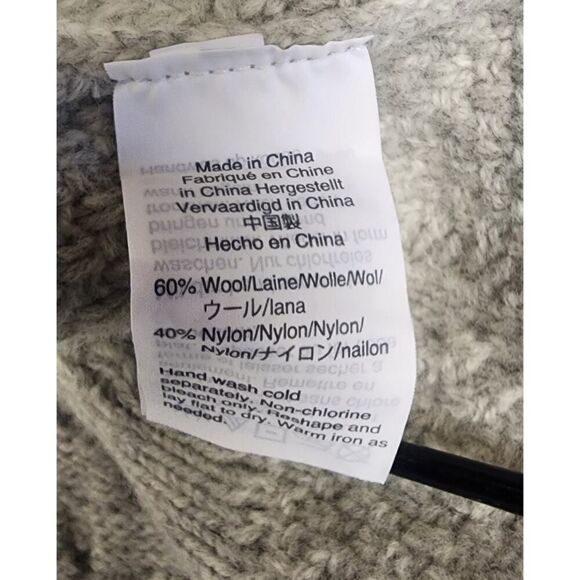 Made in China
Fabriqué en Chine
in China Hergestellt
Vervaardigd in China
中国製
Hecho en China
60% Wool/Laine/Wolle/Wol/
ウール/lana
40% Nylon/Nylon/Nylon/
Nylon/ナイロン/nailon
Hand wash cold
separately. Non-chlorine
bleach only. Reshape and
lay flat to dry. Warm iron as
needed.